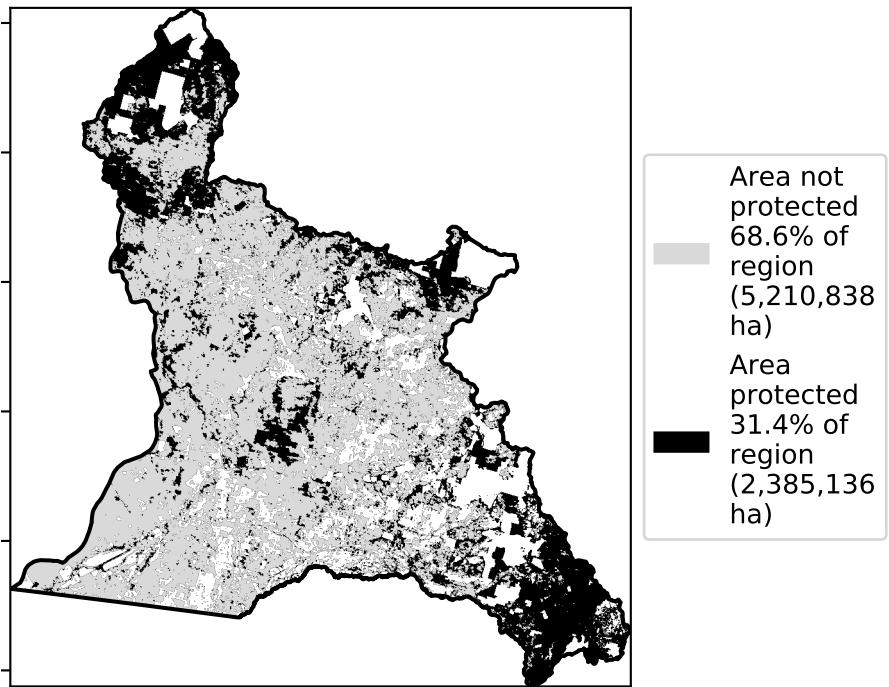 Area not
protected
68.6% of
region
(5,210,838
ha)
Area
protected
31.4% of
region
(2,385,136
ha)